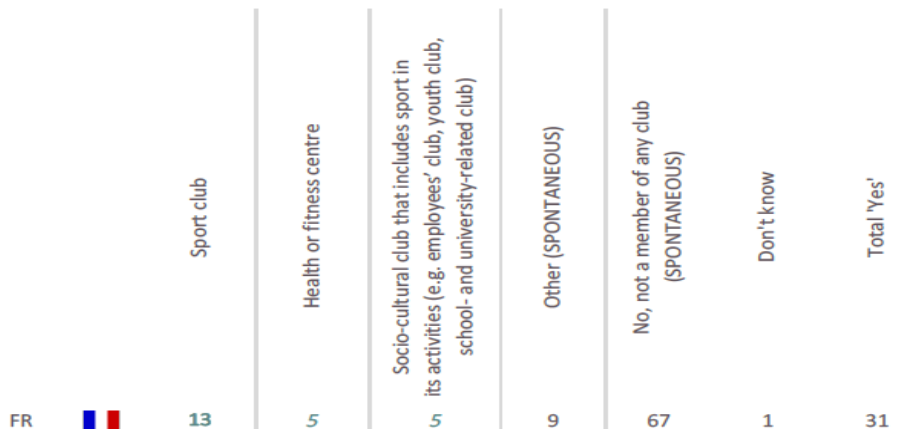 Sport club
Health or fitness centre
Socio-cultural club that includes sport in
its activities (e.g. employees' club, youth club,
school- and university-related club)
Other (SPONTANEOUS)
No, not a member of any club
(SPONTANEOUS)
Don't know
Total 'Yes'
FR 13 5 5 9 67 1 31